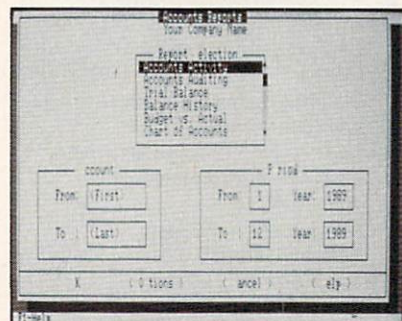 Accounts Reports
Your Company Name
Report election
Accounts Activity
Accounts Auditing
Trial Balance
Balance History
Budget vs. Actual
Chart of Accounts
ccount
P riod
From: (First)
From 1 Year: 1989
To : (Last)
To : 12 Year 1989
K ( O tions ) ( ancel ) ( elp )
F1=Help